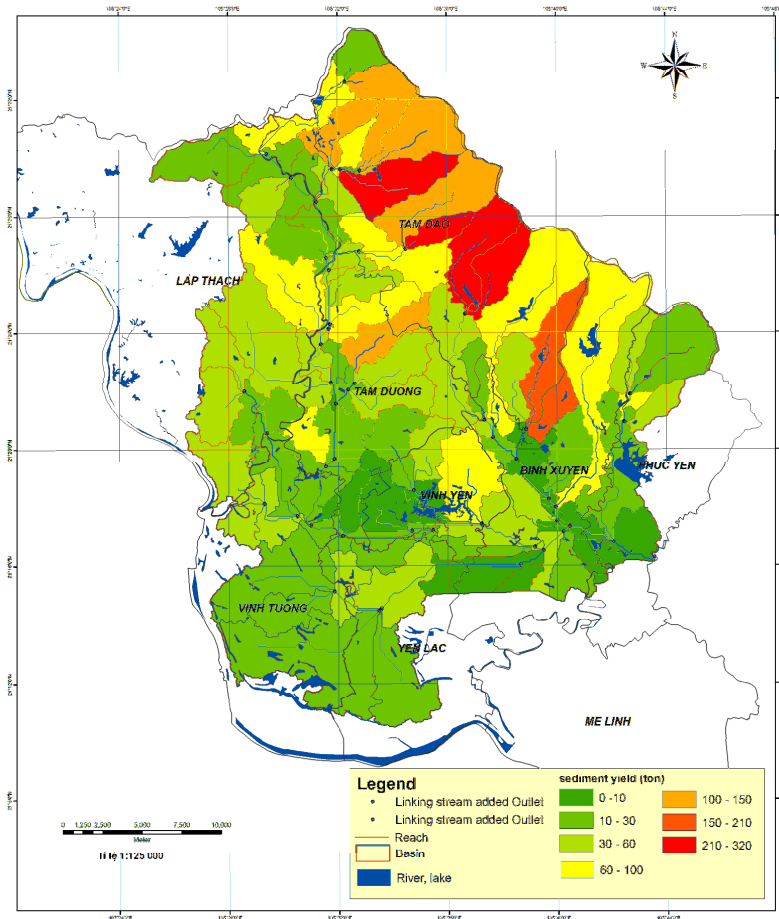 N
W E
S
TAM DAO
LAP THACH
TAM DUONG
BINH XUYEN
PHUC YEN
VINH YEN
VINH TUONG
YEN LAC
ME LINH
Legend
Linking stream added Outlet
Linking stream added Outlet
Reach
Basin
River, lake
sediment yield (ton)
0 -10
10 - 30
30 - 60
60 - 100
100 - 150
150 - 210
210 - 320
0 1,250 2,500 5,000 7,500 10,000
Meter
Tỉ lệ 1:125 000